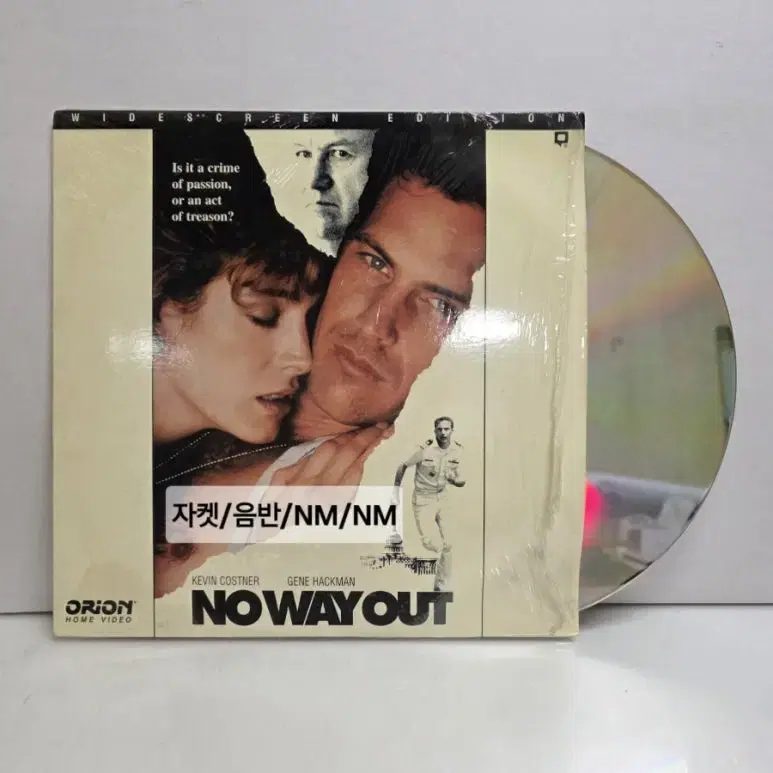 WIDESCREEN EDITION
Is it a crime
of passion,
or an act
of treason?
자켓/음반/NM/NM
KEVIN COSTNER GENE HACKMAN
NO WAY OUT
ORION
HOME VIDEO